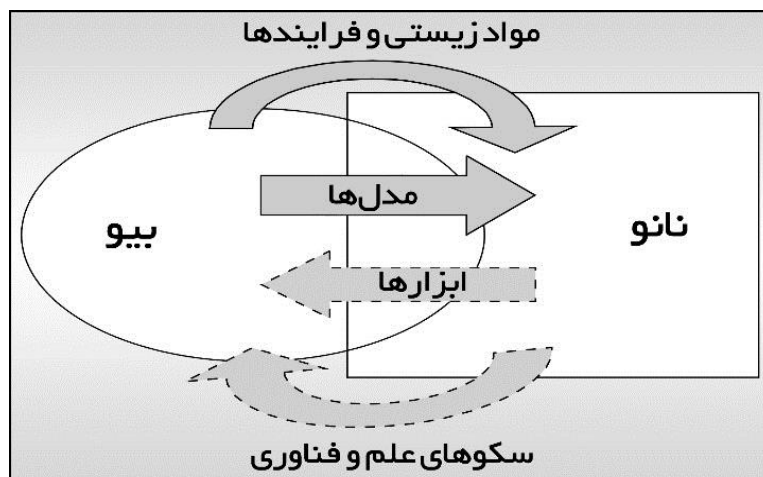 مواد زیستی و فرایندها
مدل‌ها
نانو
بیو
ابزارها
سکوهای علم و فناوری